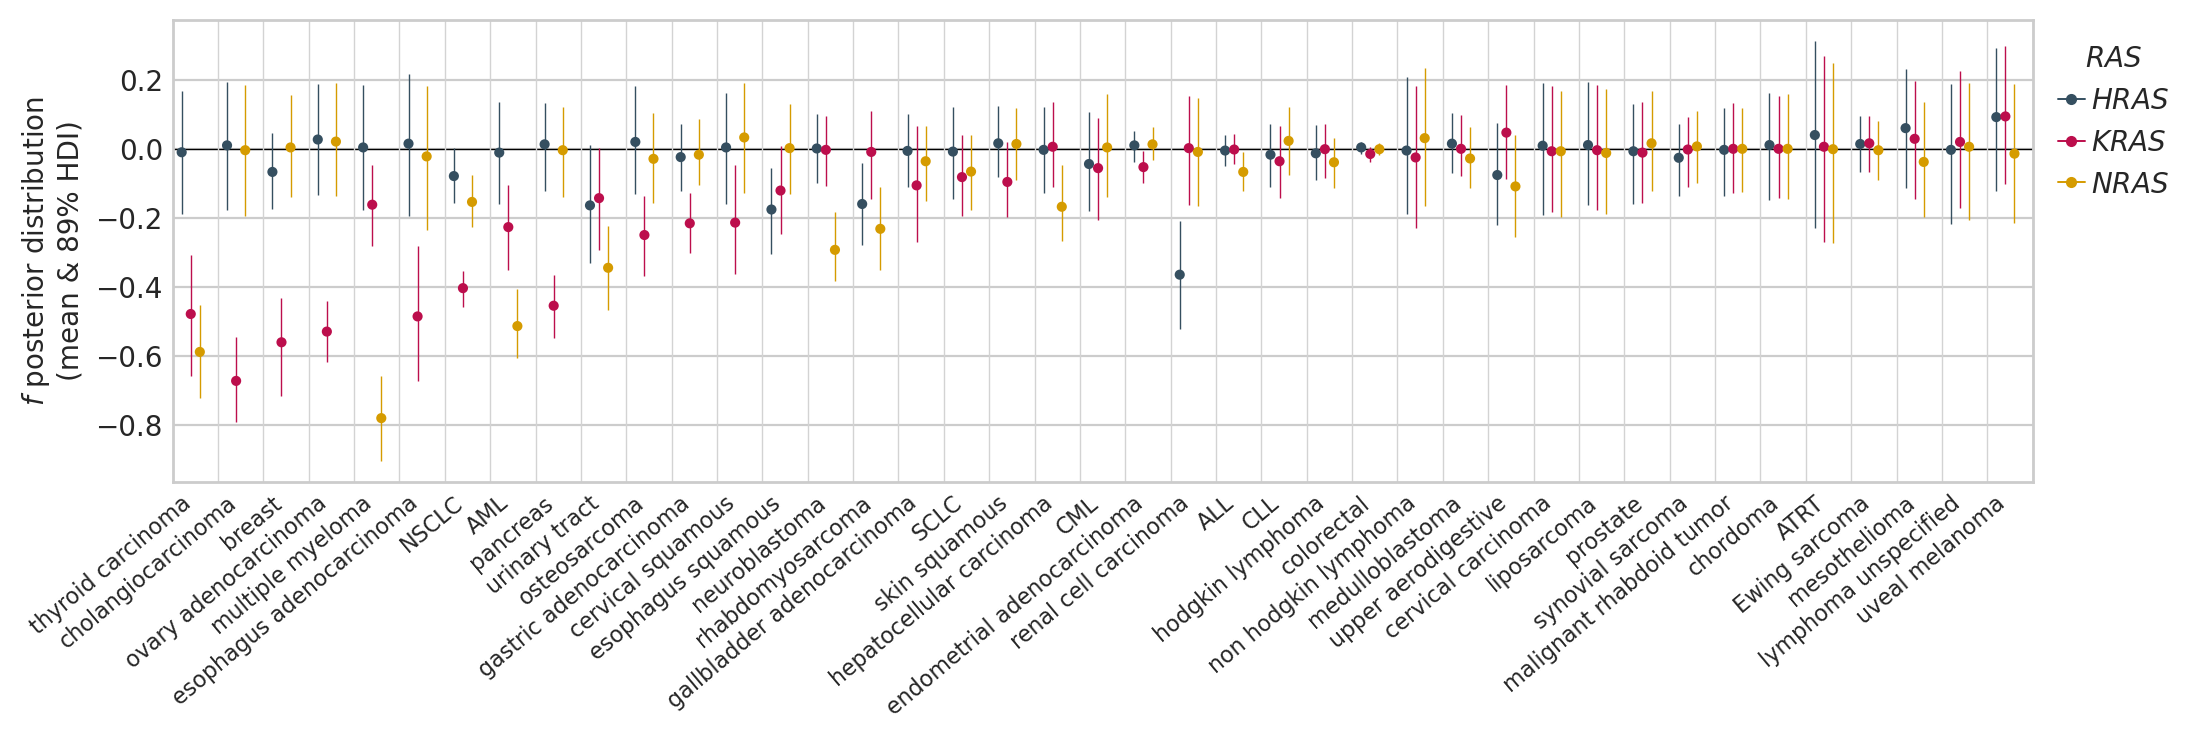 f posterior distribution
(mean & 89% HDI)
0.2
0.0
−0.2
−0.4
−0.6
−0.8
RAS
HRAS
KRAS
NRAS
thyroid carcinoma
cholangiocarcinoma
breast
ovary adenocarcinoma
multiple myeloma
esophagus adenocarcinoma
NSCLC
AML
pancreas
urinary tract
osteosarcoma
gastric adenocarcinoma
cervical squamous
esophagus squamous
neuroblastoma
rhabdomyosarcoma
gallbladder adenocarcinoma
SCLC
skin squamous
hepatocellular carcinoma
CML
endometrial adenocarcinoma
renal cell carcinoma
ALL
CLL
hodgkin lymphoma
colorectal
non hodgkin lymphoma
medulloblastoma
upper aerodigestive
cervical carcinoma
liposarcoma
prostate
synovial sarcoma
malignant rhabdoid tumor
chordoma
ATRT
Ewing sarcoma
mesothelioma
lymphoma unspecified
uveal melanoma